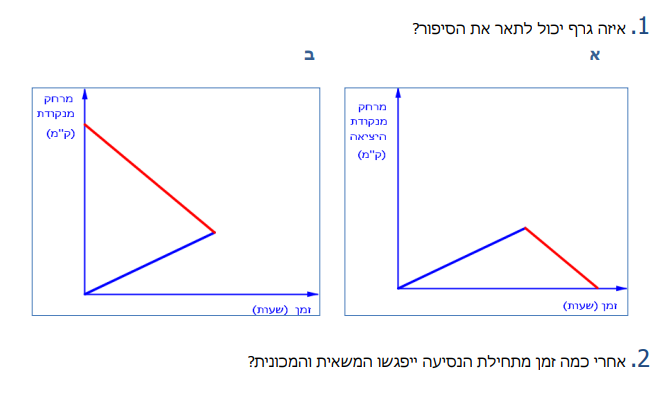 1. איזה גרף יכול לתאר את הסיפור?
א
ב
מרחק
מנקודת
היציאה
(ק"מ)
זמן (שעות)
מרחק
מנקודת
(ק"מ)
זמן (שעות)
2. אחרי כמה זמן מתחילת הנסיעה ייפגשו המשאית והמכונית?